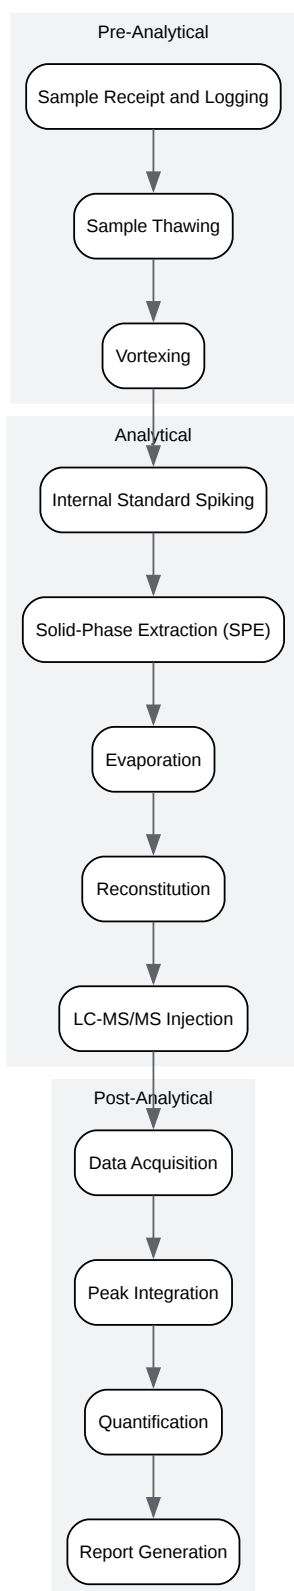 Pre-Analytical
Sample Receipt and Logging
Sample Thawing
Vortexing
Analytical
Internal Standard Spiking
Solid-Phase Extraction (SPE)
Evaporation
Reconstitution
LC-MS/MS Injection
Post-Analytical
Data Acquisition
Peak Integration
Quantification
Report Generation